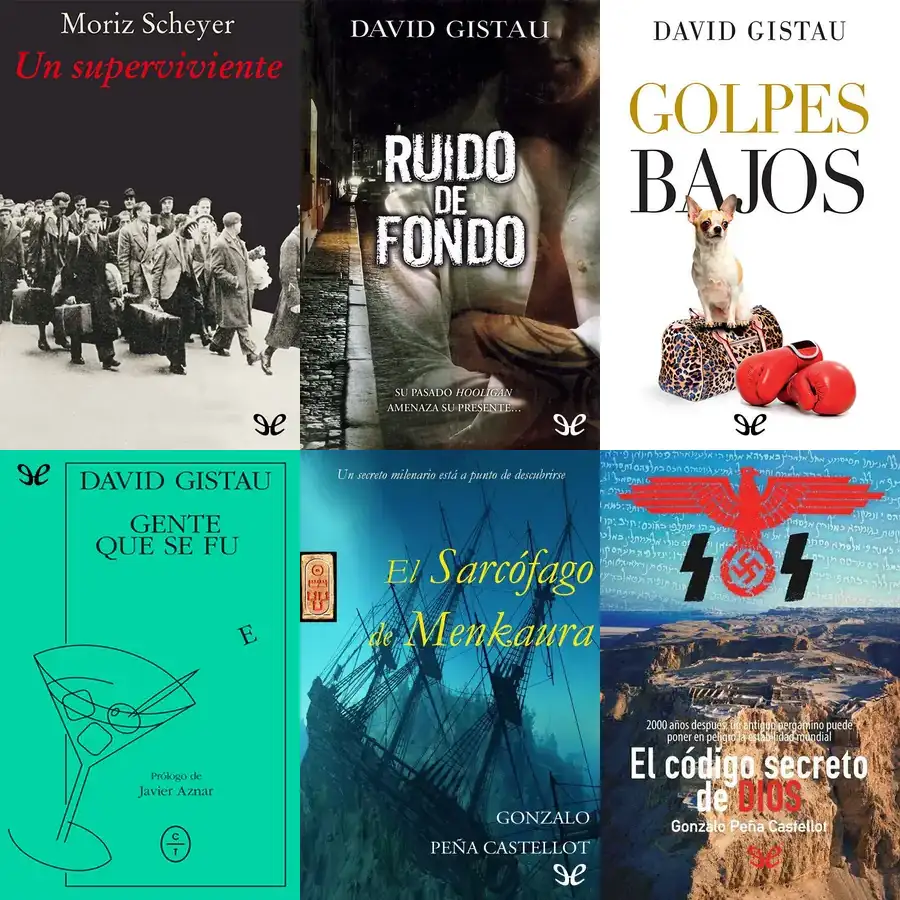 Moriz Scheyer
Un superviviente
DAVID GISTAU
RUIDO
DE
FONDO
SU PASADO HOOLIGAN
AMENAZA SU PRESENTE...
DAVID GISTAU
GOLPES
BAJOS
DAVID GISTAU
GENTE
QUE SE FU
E
Prólogo de
Javier Aznar
C
T
Un secreto milenario está a punto de descubrirse
El Sarcófago
de Menkaura
GONZALO
PEÑA CASTELLOT
2000 años después, un antiguo pergamino puede
poner en peligro la estabilidad mundial
El código secreto
de DIOS
Gonzalo Peña Castellot